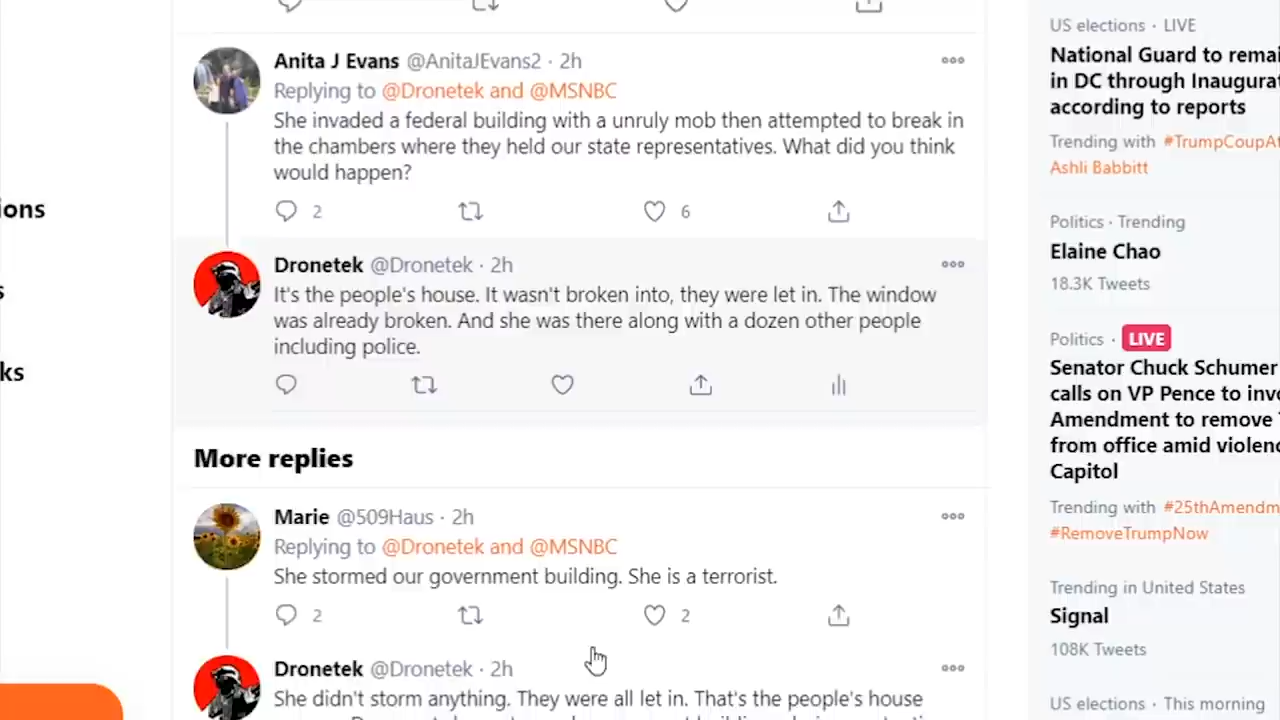 Anita J Evans @AnitaJEvans2 · 2h
Replying to @Dronetek and @MSNBC
She invaded a federal building with a unruly mob then attempted to break in
the chambers where they held our state representatives. What did you think
would happen?
2 6
Dronetek @Dronetek · 2h
It's the people's house. It wasn't broken into, they were let in. The window
was already broken. And she was there along with a dozen other people
including police.
More replies
Marie @509Haus · 2h
Replying to @Dronetek and @MSNBC
She stormed our government building. She is a terrorist.
2 2
Dronetek @Dronetek · 2h
She didn't storm anything. They were all let in. That's the people's house
ions
s
ks
US elections · LIVE
National Guard to remai
in DC through Inaugurat
according to reports
Trending with #TrumpCoupAt
Ashli Babbitt
Politics · Trending
Elaine Chao
18.3K Tweets
Politics · LIVE
Senator Chuck Schumer
calls on VP Pence to invo
Amendment to remove T
from office amid violenc
Capitol
Trending with #25thAmendm
#RemoveTrumpNow
Trending in United States
Signal
108K Tweets
US elections · This morning